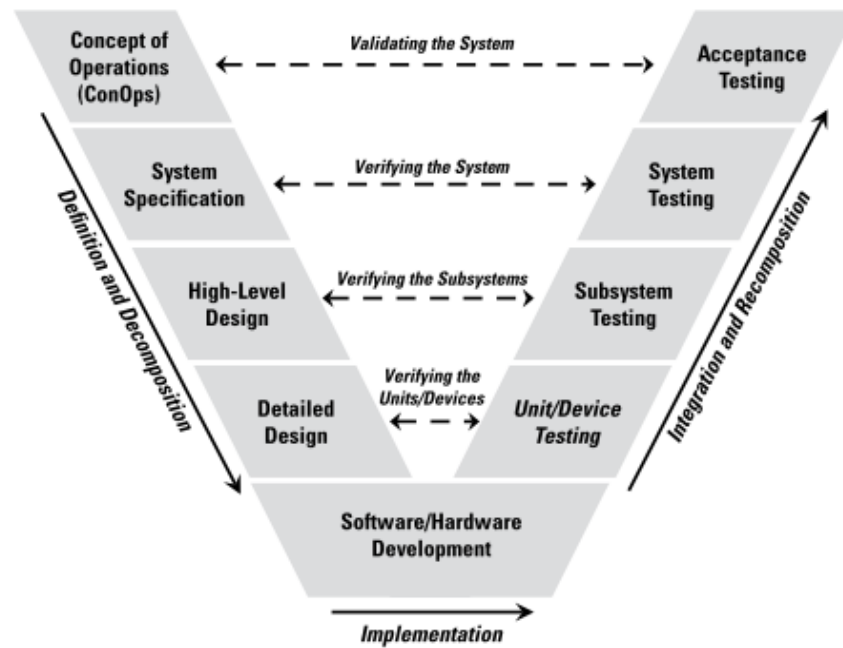 Concept of
Operations
(ConOps)
Validating the System
Acceptance
Testing
System
Specification
Verifying the System
System
Testing
High-Level
Design
Verifying the Subsystems
Subsystem
Testing
Detailed
Design
Verifying the
Units/Devices
Unit/Device
Testing
Software/Hardware
Development
Definition and Decomposition
Integration and Recomposition
Implementation